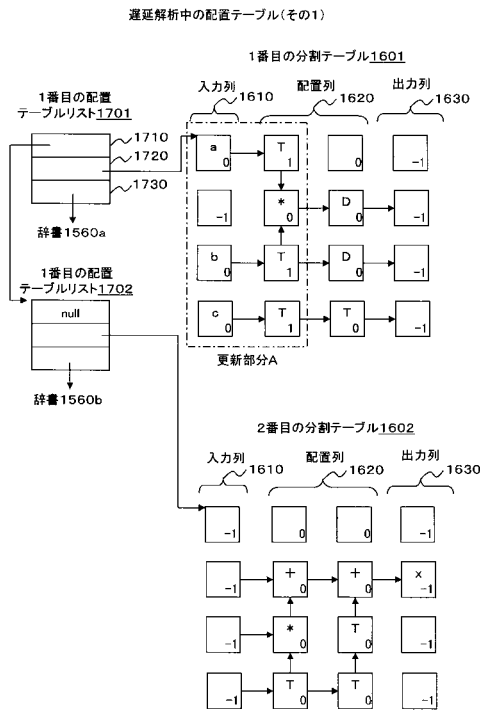 遅延解析中の配置テーブル(その1)
1番目の分割テーブル1601
入力列
1610
配置列
1620
出力列
1630
1番目の配置
テーブルリスト1701
1710
1720
1730
辞書1560a
a
0
T
1
0
-1
-1
*
0
D
0
-1
b
0
T
1
D
0
-1
c
0
T
1
T
0
-1
更新部分A
1番目の配置
テーブルリスト1702
null
辞書1560b
2番目の分割テーブル1602
入力列
1610
配置列
1620
出力列
1630
-1
0
0
-1
-1
+
0
+
0
x
-1
-1
*
0
T
0
-1
-1
T
0
T
0
-1